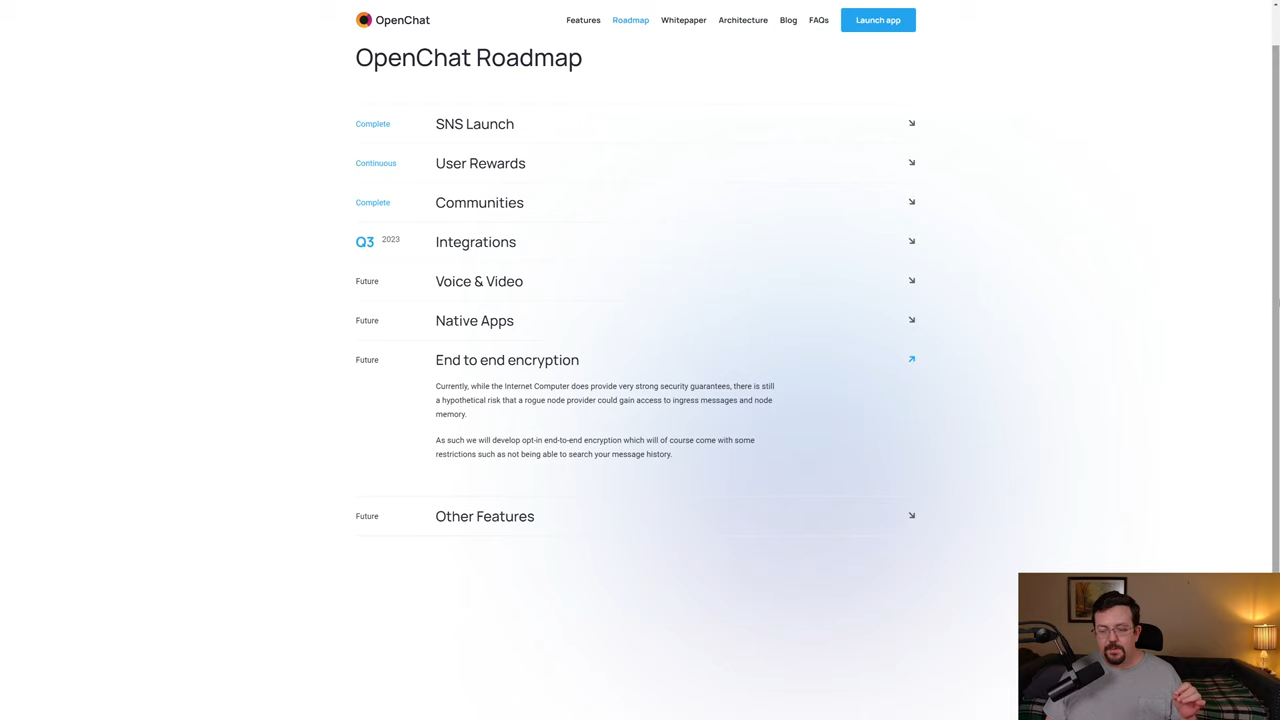 OpenChat
Features Roadmap Whitepaper Architecture Blog FAQs Launch app
OpenChat Roadmap
Complete SNS Launch
Continuous User Rewards
Complete Communities
Q3 2023 Integrations
Future Voice & Video
Future Native Apps
Future End to end encryption
Currently, while the Internet Computer does provide very strong security guarantees, there is still
a hypothetical risk that a rogue node provider could gain access to ingress messages and node
memory.
As such we will develop opt-in end-to-end encryption which will of course come with some
restrictions such as not being able to search your message history.
Future Other Features